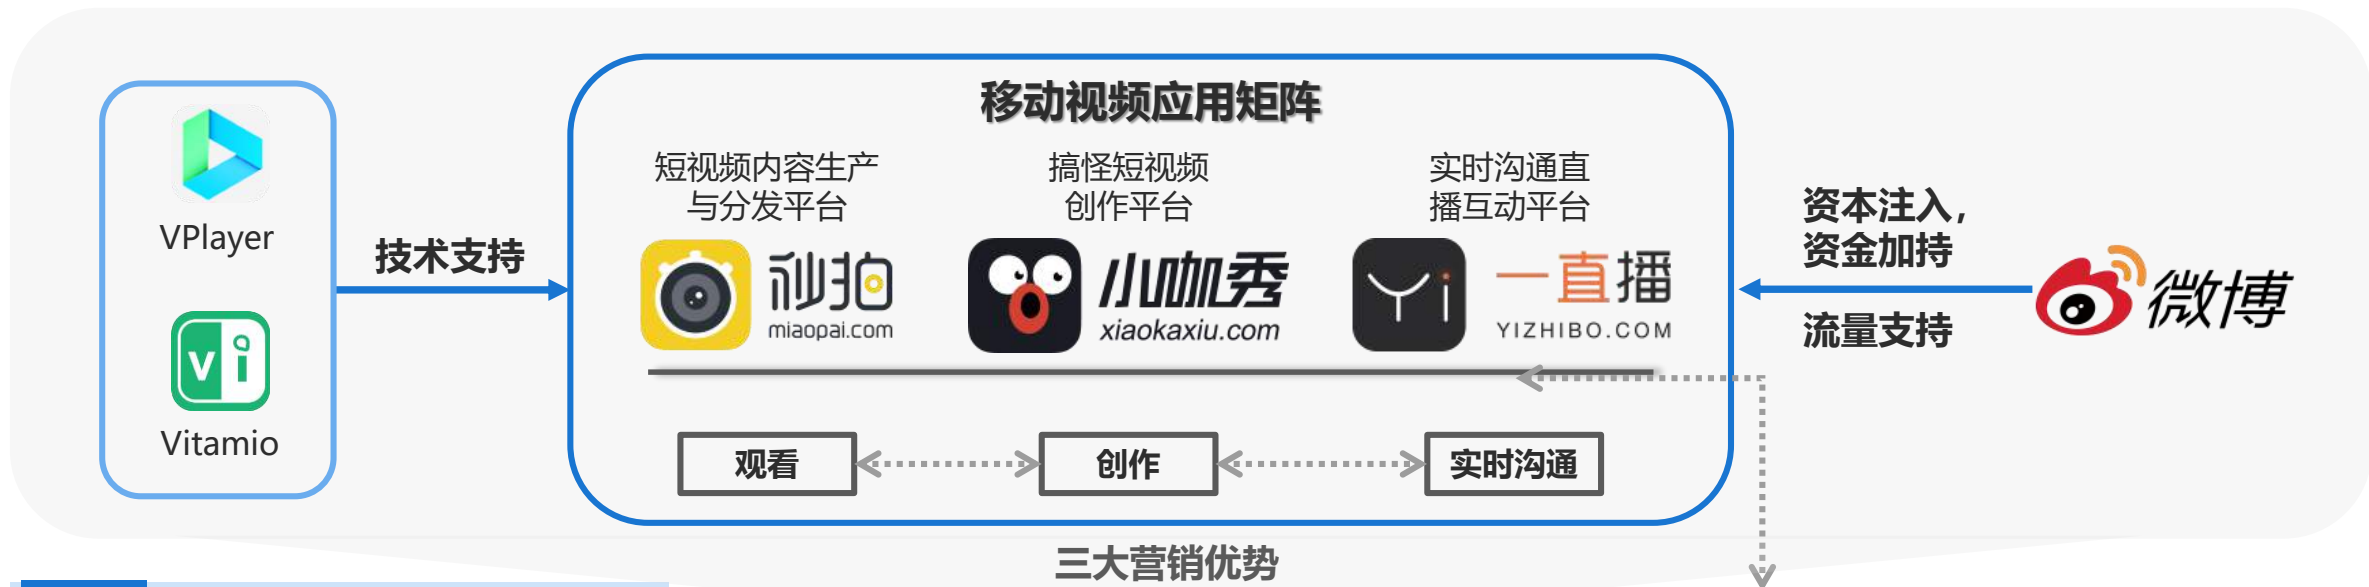 移动视频应用矩阵
VPlayer
Vitamio
技术支持
短视频内容生产
与分发平台
秒拍
miaopai.com
搞怪短视频
创作平台
小咖秀
xiaokaxiu.com
实时沟通直
播互动平台
Yi
一直播
YIZHIBO.COM
vi
观看
创作
实时沟通
资本注入，
资金加持
流量支持
微博
三大营销优势